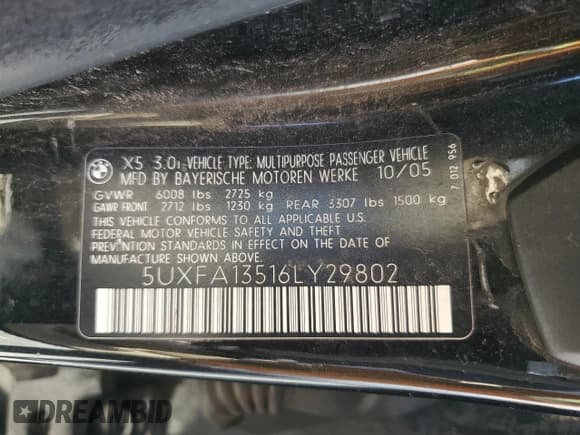 X5 3.0i VEHICLE TYPE: MULTIPURPOSE PASSENGER VEHICLE
MFD BY BAYERISCHE MOTOREN WERKE 10/05
GVWR 6008 lbs 2725 kg
GAWR FRONT 2712 lbs 1230 kg REAR 3307 lbs 1500 kg
THIS VEHICLE CONFORMS TO ALL APPLICABLE U.S.
FEDERAL MOTOR VEHICLE SAFETY AND THEFT
PREVENTION STANDARDS IN EFFECT ON THE DATE OF
MANUFACTURE SHOWN ABOVE.
5UXFA13516LY29802
7 012 956
DREAMBID